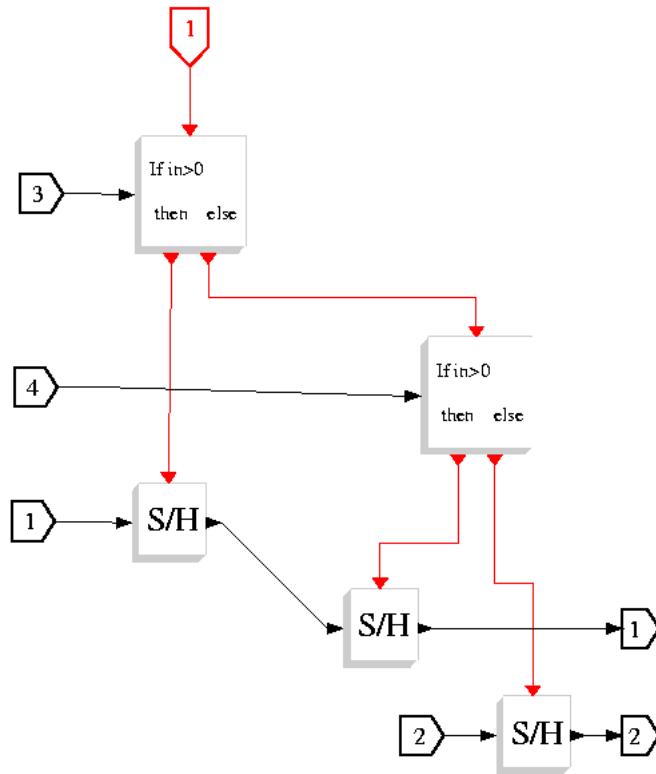 1
If in>0
3
then else
If in>0
4
then else
1
S/H
S/H
1
2
S/H
2